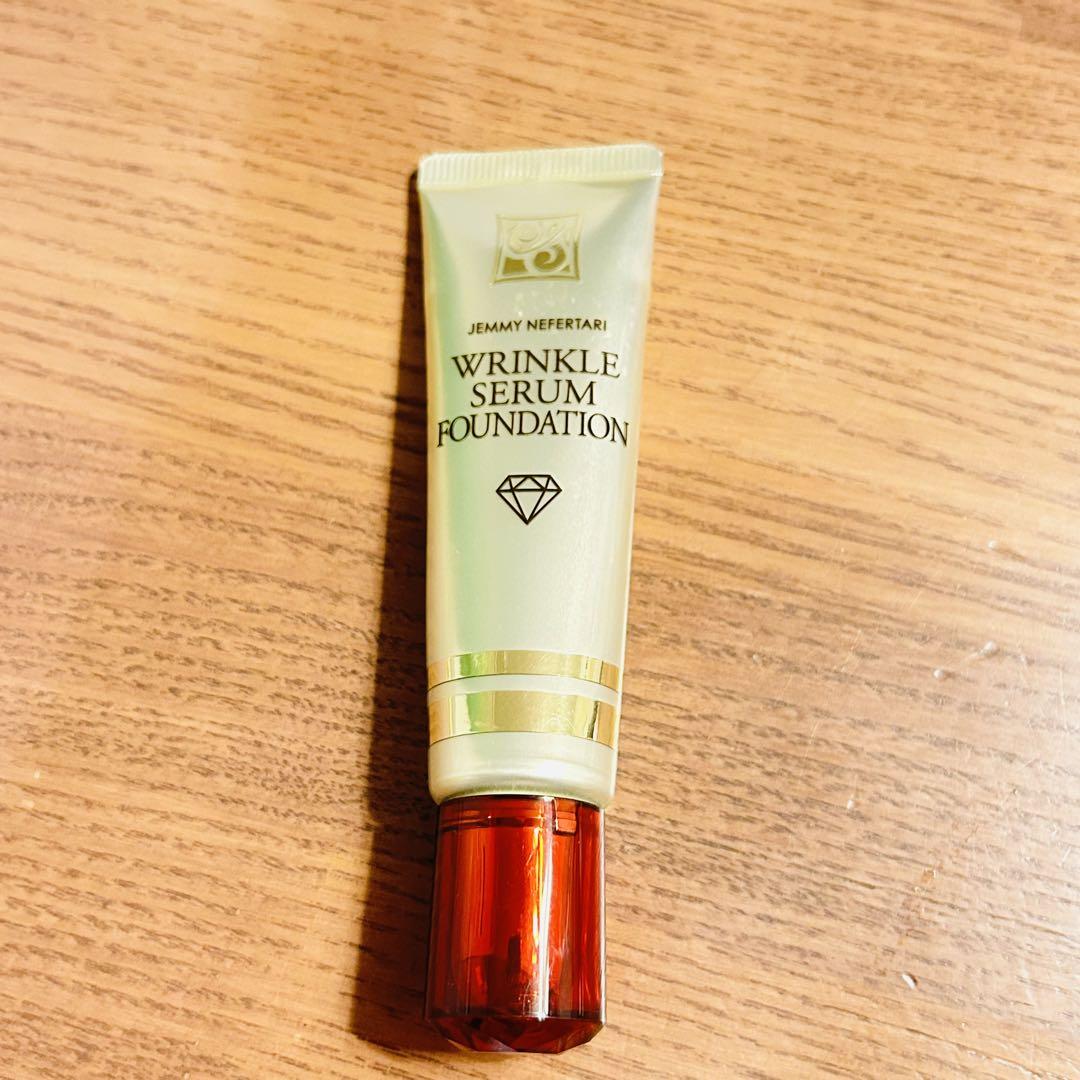 JEMMY NEFERTARI
WRINKLE
SERUM
FOUNDATION